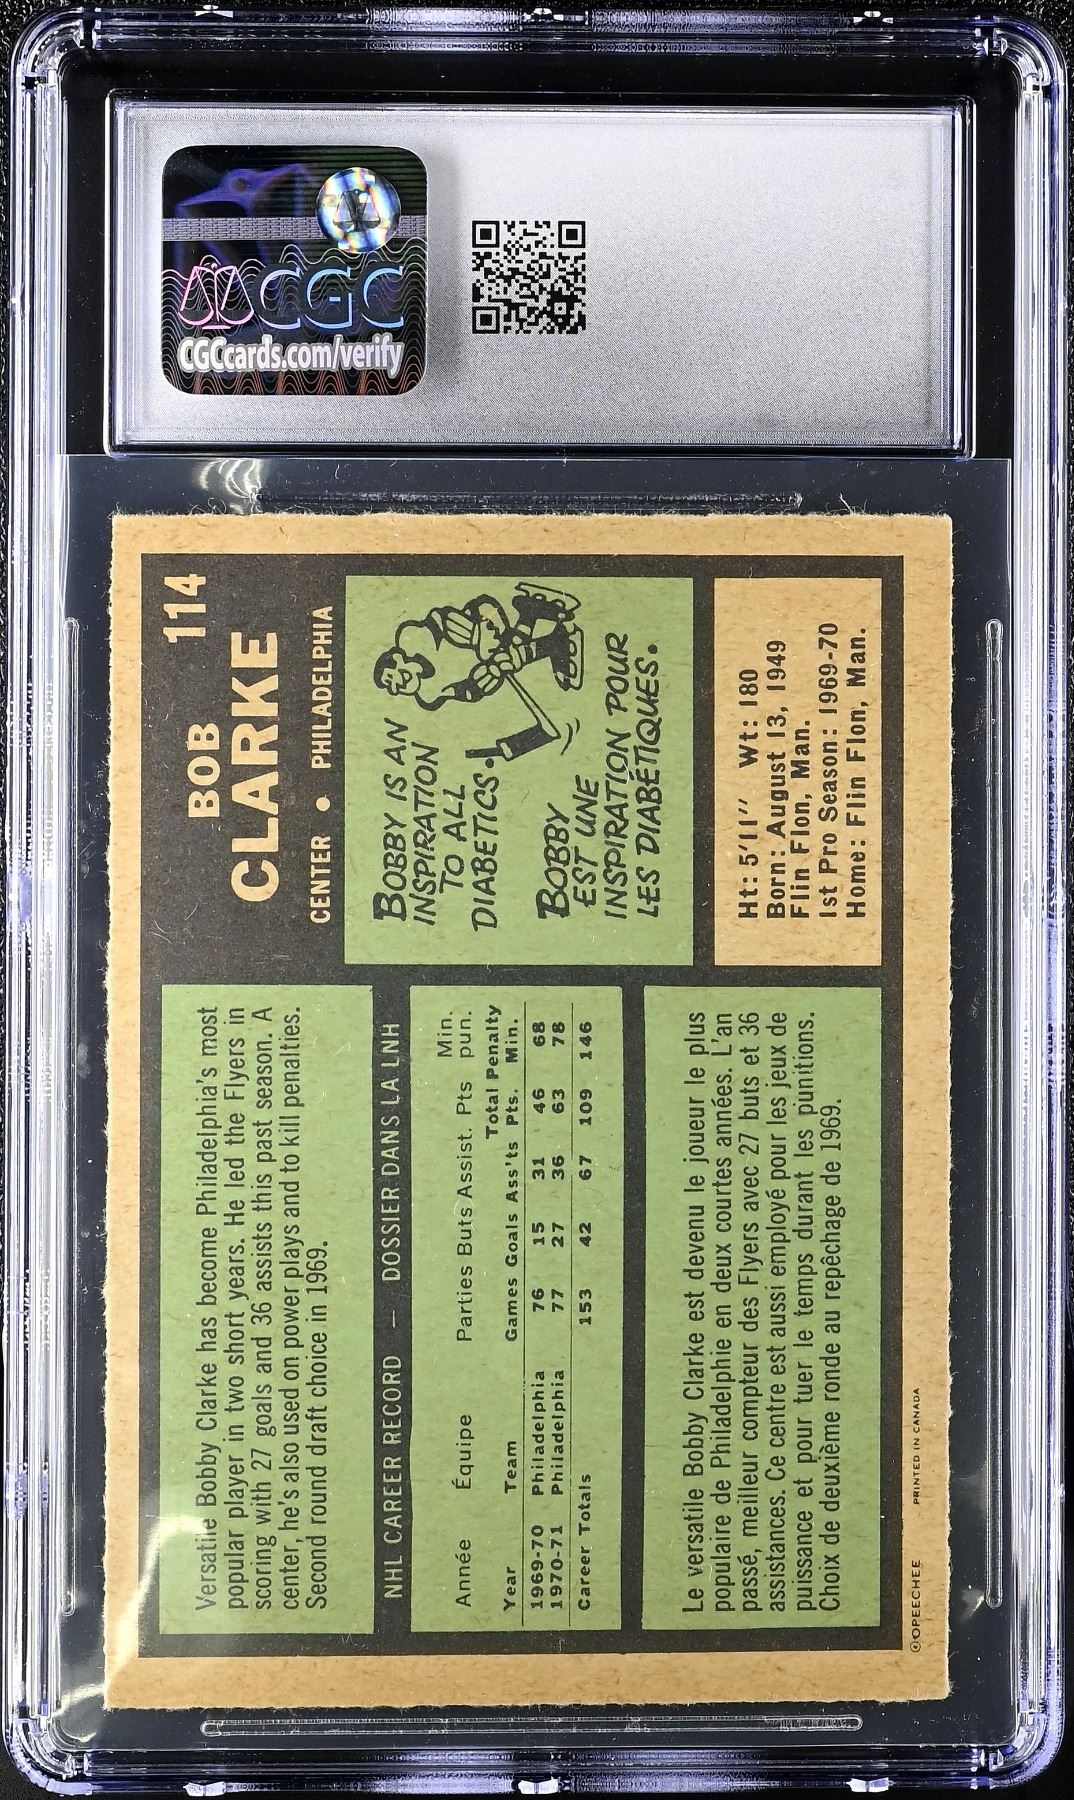 CGC
CGCcards.com/verify
BOB 114
CLARKE
CENTER • PHILADELPHIA
BOBBY IS AN
INSPIRATION
TO ALL
DIABETICS.
BOBBY
EST UNE
INSPIRATION POUR
LES DIABÉTIQUES.
Ht: 5'11" Wt: 180
Born: August 13, 1949
Flin Flon, Man.
1st Pro Season: 1969-70
Home: Flin Flon, Man.
Versatile Bobby Clarke has become Philadelphia's most
popular player in two short years. He led the Flyers in
scoring with 27 goals and 36 assists this past season. A
center, he's also used on power plays and to kill penalties.
Second round draft choice in 1969.
NHL CAREER RECORD — DOSSIER DANS LA LNH
Min.
Année Équipe Parties Buts Assist. Pts pun.
Total Penalty
Year Team Games Goals Ass'ts Pts. Min.
1969-70 Philadelphia 76 15 31 46 68
1970-71 Philadelphia 77 27 36 63 78
Career Totals 153 42 67 109 146
Le versatile Bobby Clarke est devenu le joueur le plus
populaire de Philadelphie en deux courtes années. L'an
passé, meilleur compteur des Flyers avec 27 buts et 36
assistances. Ce centre est aussi employé pour les jeux de
puissance et pour tuer le temps durant les punitions.
Choix de deuxième ronde au repêchage de 1969.
©OPEECHEE PRINTED IN CANADA